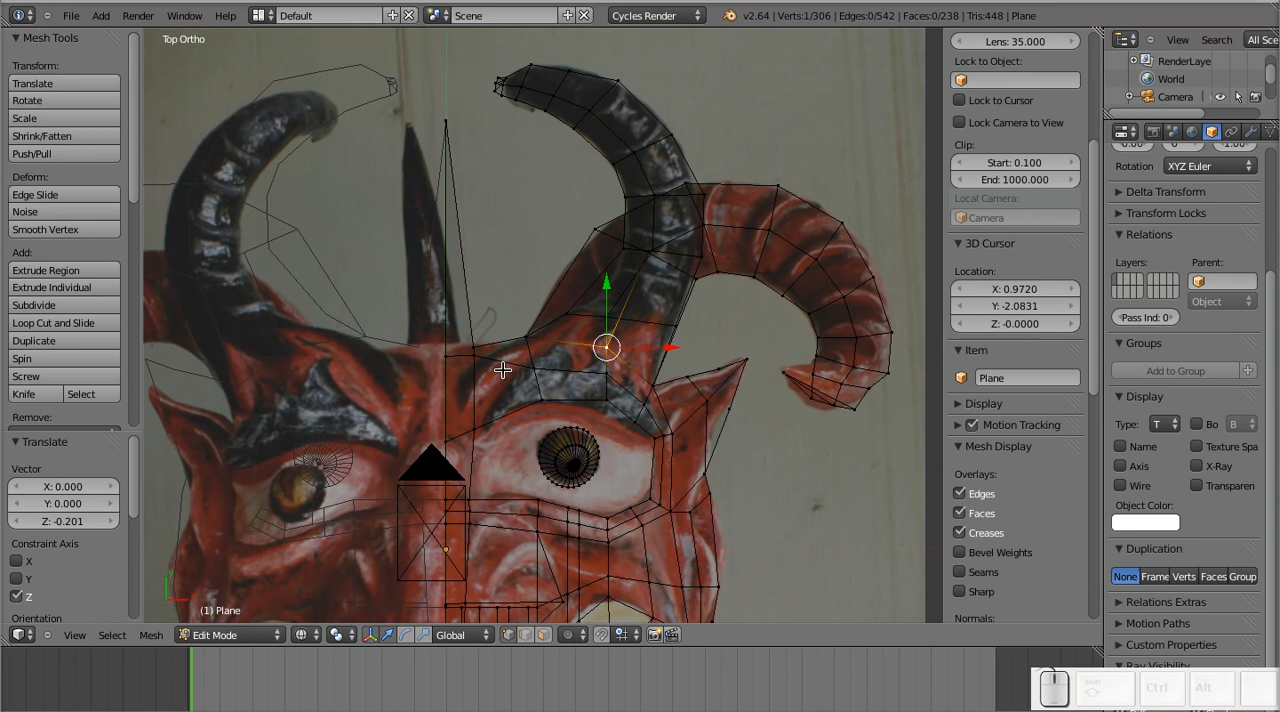 File Add Render Window Help Default Scene Cycles Render v2.64 | Verts:1/306 | Edges:0/542 | Faces:0/238 | Tris:448 | Plane
Mesh Tools
Transform:
Translate
Rotate
Scale
Shrink/Fatten
Push/Pull
Deform:
Edge Slide
Noise
Smooth Vertex
Add:
Extrude Region
Extrude Individual
Subdivide
Loop Cut and Slide
Duplicate
Spin
Screw
Knife Select
Remove:
Translate
Vector
X: 0.000
Y: 0.000
Z: -0.201
Constraint Axis
X
Y
Z
Orientation
Top Ortho
(1) Plane
View Select Mesh Edit Mode Global
Lens: 35.000
Lock to Object:
Lock to Cursor
Lock Camera to View
Clip:
Start: 0.100
End: 1000.000
Local Camera:
Camera
3D Cursor
Location:
X: 0.9720
Y: -2.0831
Z: -0.0000
Item
Plane
Display
Motion Tracking
Mesh Display
Overlays:
Edges
Faces
Creases
Bevel Weights
Seams
Sharp
Normals:
View Search All Sce
RenderLaye
World
Camera
Rotation XYZ Euler
Delta Transform
Transform Locks
Relations
Layers: Parent:
Object
Pass Ind: 0
Groups
Add to Group
Display
Type: T Bo B
Name Texture Spa
Axis X-Ray
Wire Transparen
Object Color:
Duplication
None Frame Verts Faces Group
Relations Extras
Motion Paths
Custom Properties
Ray Visibility
Shift Ctrl Alt